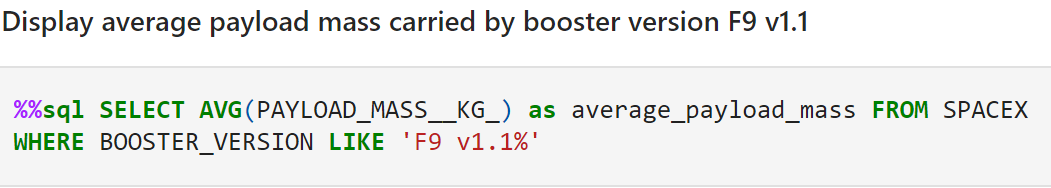 Display average payload mass carried by booster version F9 v1.1
%%sql SELECT AVG(PAYLOAD_MASS__KG_) as average_payload_mass FROM SPACEX
WHERE BOOSTER_VERSION LIKE 'F9 v1.1%'